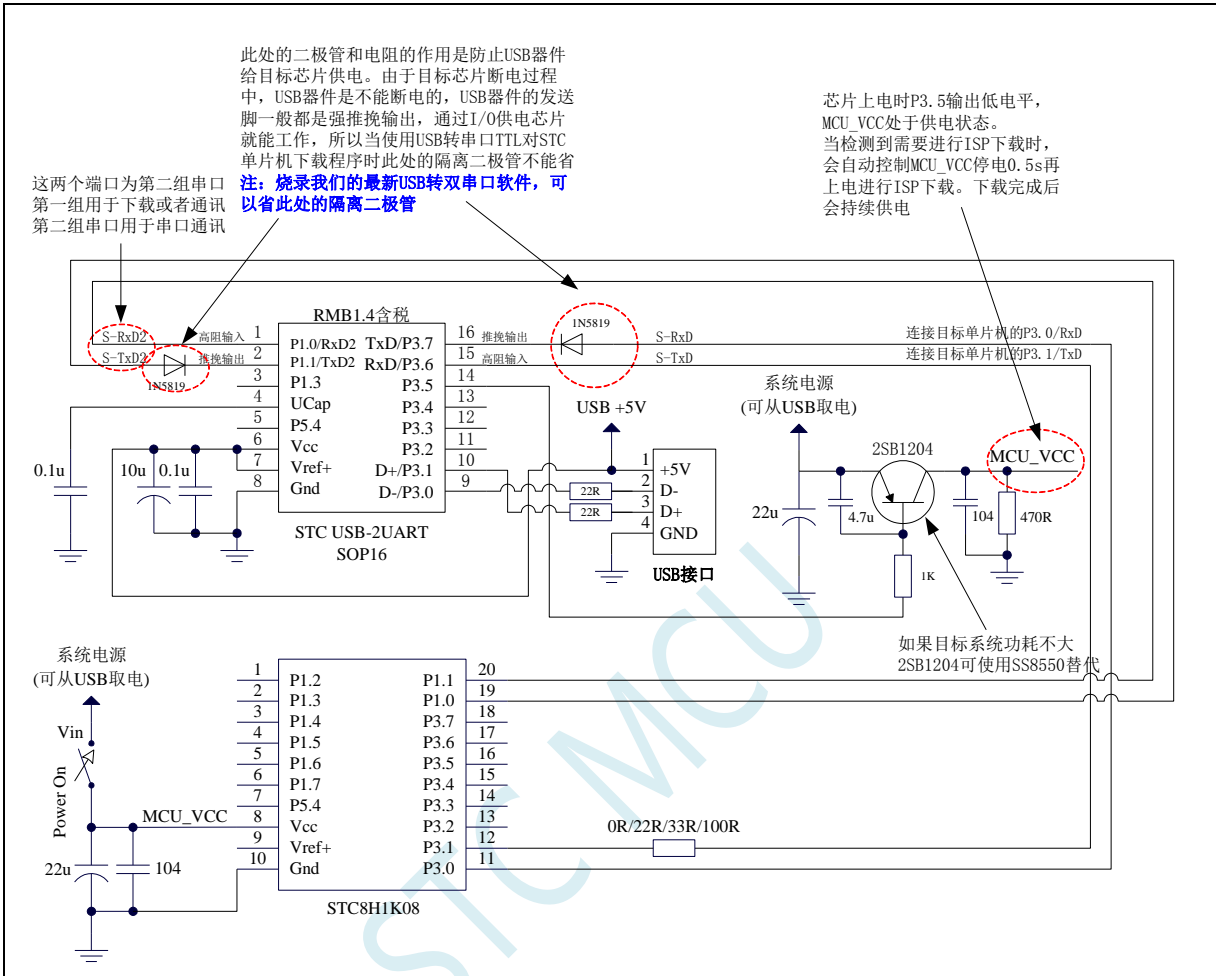 此处的二极管和电阻的作用是防止USB器件
给目标芯片供电。由于目标芯片断电过程
中，USB器件是不能断电的，USB器件的发送
脚一般都是强推挽输出，通过I/O供电芯片
就能工作，所以当使用USB转串口TTL对STC
单片机下载程序时此处的隔离二极管不能省
注：烧录我们的最新USB转双串口软件，可
以省此处的隔离二极管
芯片上电时P3.5输出低电平，
MCU_VCC处于供电状态。
当检测到需要进行ISP下载时，
会自动控制MCU_VCC停电0.5s再
上电进行ISP下载。下载完成后
会持续供电
这两个端口为第二组串口
第一组用于下载或者通讯
第二组串口用于串口通讯
RMB1.4含税
S-RxD2 高阻输入 1 P1.0/RxD2 TxD/P3.7 16 推挽输出 1N5819 S-RxD 连接目标单片机的P3.0/RxD
S-TxD2 1N5819 推挽输出 2 P1.1/TxD2 RxD/P3.6 15 高阻输入 S-TxD 连接目标单片机的P3.1/TxD
3 P1.3 P3.5 14
4 UCap P3.4 13
5 P5.4 P3.3 12
6 Vcc P3.2 11
7 Vref+ D+/P3.1 10
8 Gnd D-/P3.0 9
STC USB-2UART
SOP16
0.1u
10u
0.1u
USB +5V
1 +5V
2 D-
3 D+
4 GND
22R
22R
USB接口
系统电源
(可从USB取电)
2SB1204
MCU_VCC
22u
4.7u
104
470R
1K
如果目标系统功耗不大
2SB1204可使用SS8550替代
系统电源
(可从USB取电)
Vin
Power On
MCU_VCC
22u
104
1 P1.2 P1.1 20
2 P1.3 P1.0 19
3 P1.4 P3.7 18
4 P1.5 P3.6 17
5 P1.6 P3.5 16
6 P1.7 P3.4 15
7 P5.4 P3.3 14
8 Vcc P3.2 13
9 Vref+ P3.1 12
10 Gnd P3.0 11
0R/22R/33R/100R
STC8H1K08
STC MCU